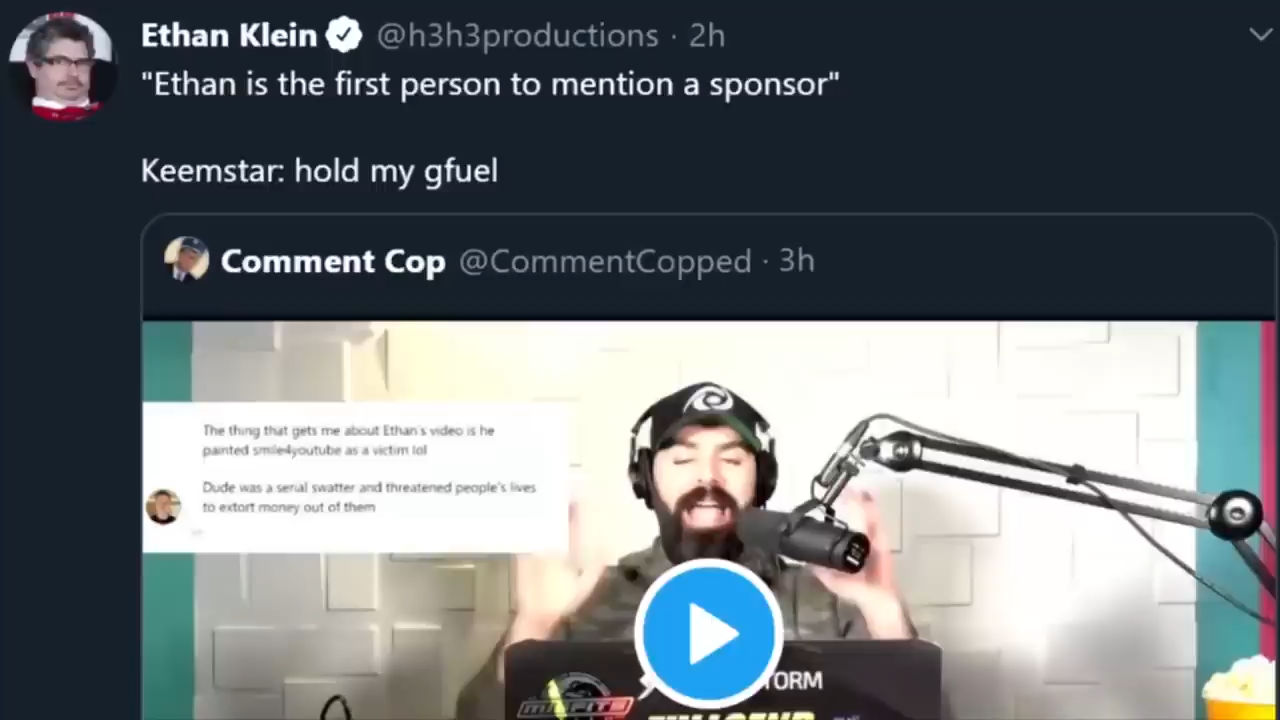 Ethan Klein @h3h3productions · 2h
"Ethan is the first person to mention a sponsor"
Keemstar: hold my gfuel
Comment Cop @CommentCopped · 3h
The thing that gets me about Ethan's video is he
painted smile4youtube as a victim lol
Dude was a serial swatter and threatened people's lives
to extort money out of them
TORM
MISFITS
FULLSEND